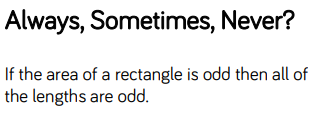 Always, Sometimes, Never?
If the area of a rectangle is odd then all of
the lengths are odd.